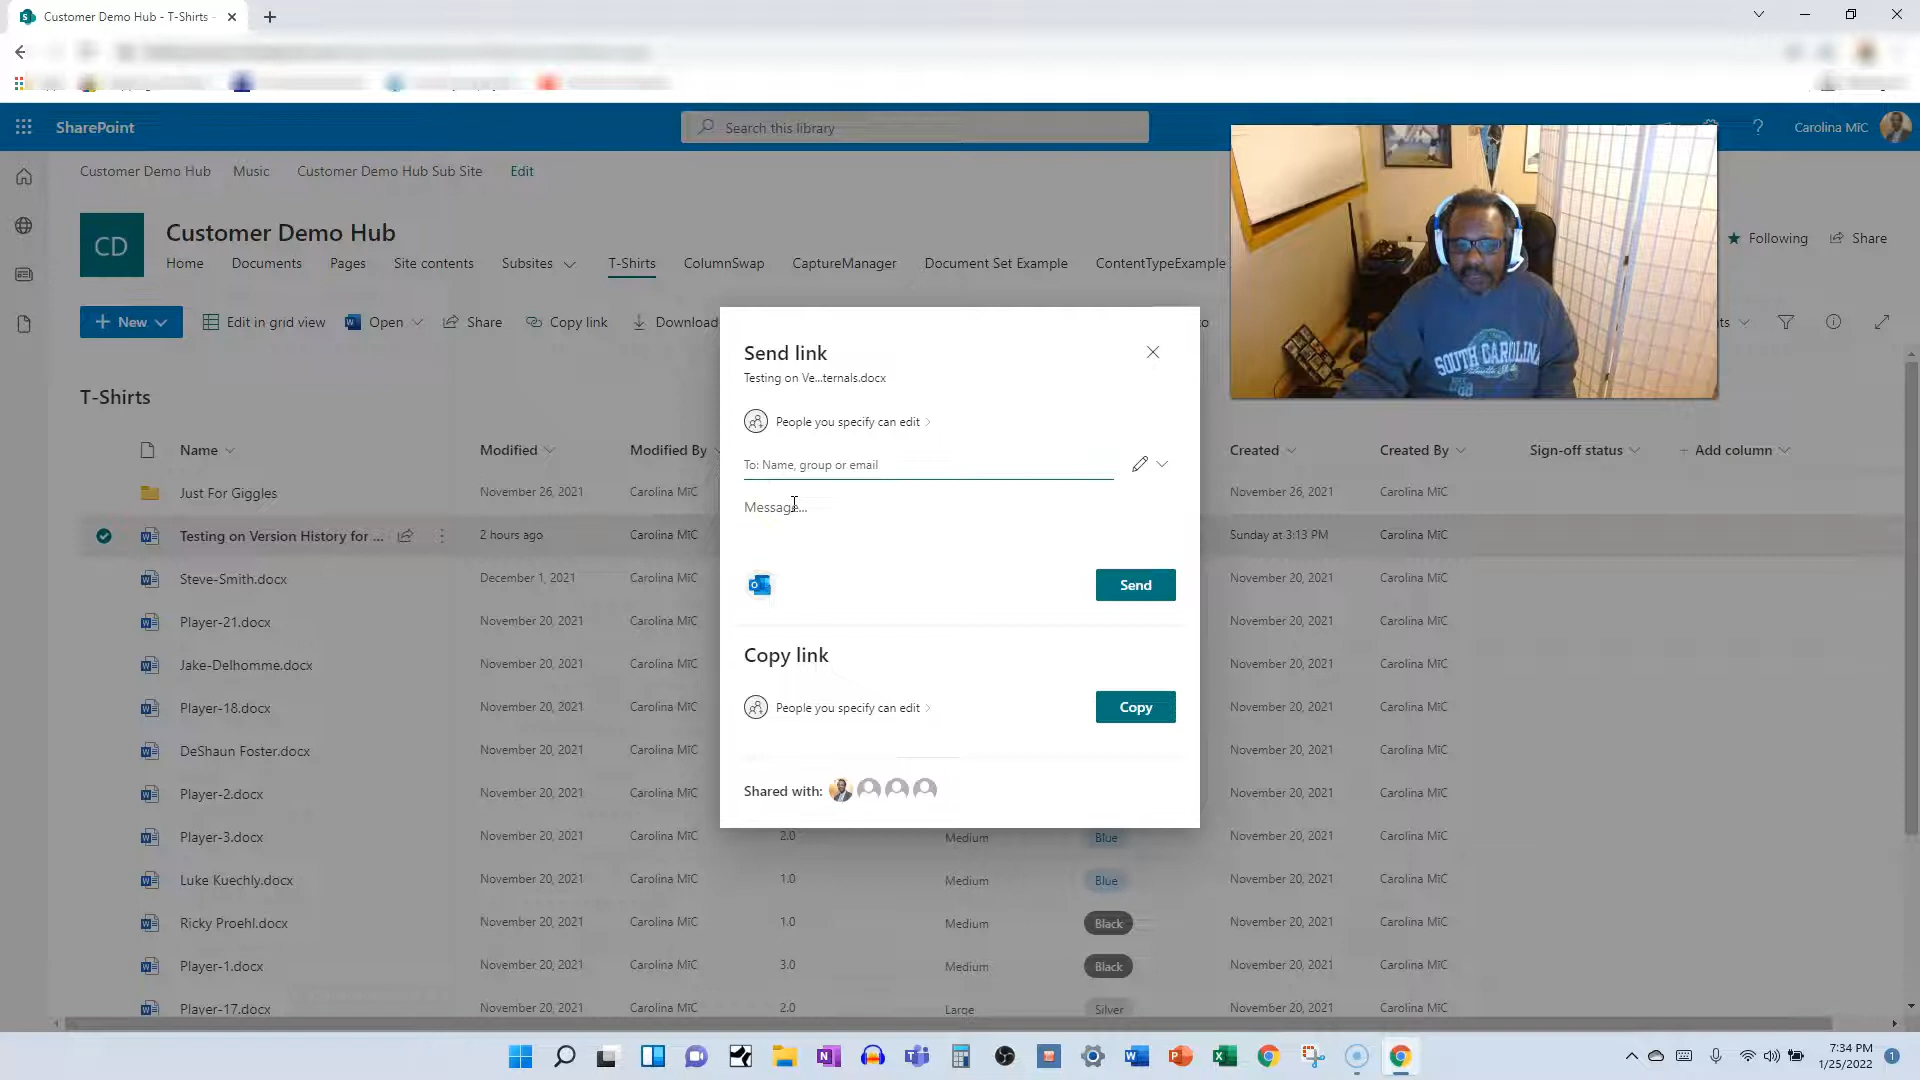 Customer Demo Hub - T-Shirts -
SharePoint
Search this library
Carolina MiC
Customer Demo Hub Music Customer Demo Hub Sub Site Edit
CD
Customer Demo Hub
Following Share
Home Documents Pages Site contents Subsites T-Shirts ColumnSwap CaptureManager Document Set Example ContentTypeExample
New Edit in grid view Open Share Copy link Download
SOUTH CAROLINA
T-Shirts
Name Modified Modified By Created Created By Sign-off status Add column
Just For Giggles November 26, 2021 Carolina MiC November 26, 2021 Carolina MiC
Testing on Version History for ... 2 hours ago Carolina MiC Sunday at 3:13 PM Carolina MiC
Steve-Smith.docx December 1, 2021 Carolina MiC November 20, 2021 Carolina MiC
Player-21.docx November 20, 2021 Carolina MiC November 20, 2021 Carolina MiC
Jake-Delhomme.docx November 20, 2021 Carolina MiC November 20, 2021 Carolina MiC
Player-18.docx November 20, 2021 Carolina MiC November 20, 2021 Carolina MiC
DeShaun Foster.docx November 20, 2021 Carolina MiC November 20, 2021 Carolina MiC
Player-2.docx November 20, 2021 Carolina MiC November 20, 2021 Carolina MiC
Player-3.docx November 20, 2021 Carolina MiC 2.0 Medium Blue November 20, 2021 Carolina MiC
Luke Kuechly.docx November 20, 2021 Carolina MiC 1.0 Medium Blue November 20, 2021 Carolina MiC
Ricky Proehl.docx November 20, 2021 Carolina MiC 1.0 Medium Black November 20, 2021 Carolina MiC
Player-1.docx November 20, 2021 Carolina MiC 3.0 Medium Black November 20, 2021 Carolina MiC
Player-17.docx November 20, 2021 Carolina MiC 2.0 Large Silver November 20, 2021 Carolina MiC
Send link
Testing on Ve...ternals.docx
People you specify can edit
To: Name, group or email
Message...
Send
Copy link
People you specify can edit
Copy
Shared with:
7:34 PM
1/25/2022
1